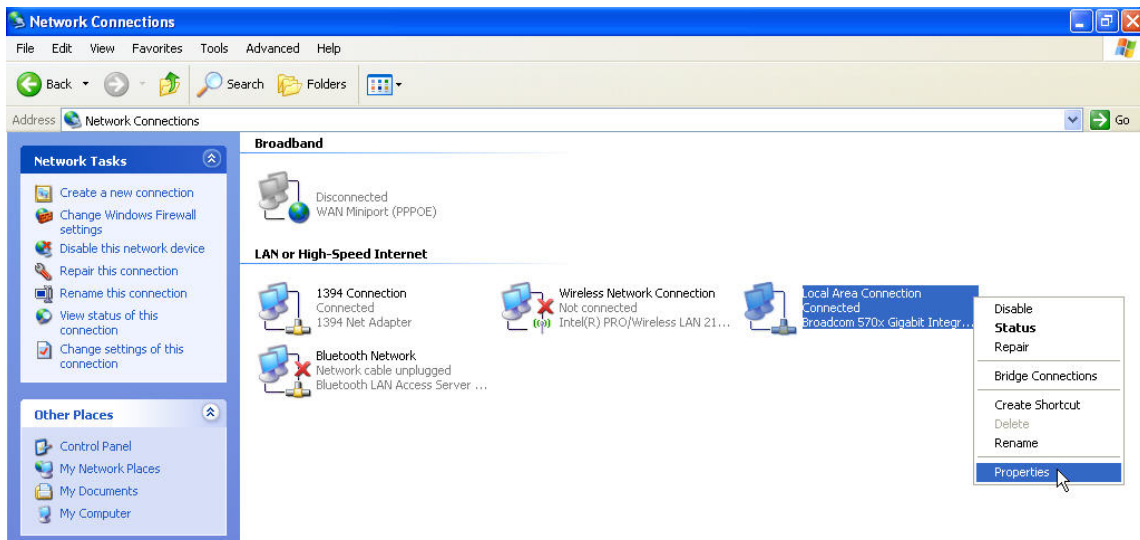 Network Connections
File Edit View Favorites Tools Advanced Help
Back Search Folders
Address Network Connections Go
Network Tasks
Create a new connection
Change Windows Firewall
settings
Disable this network device
Repair this connection
Rename this connection
View status of this
connection
Change settings of this
connection
Other Places
Control Panel
My Network Places
My Documents
My Computer
Broadband
Disconnected
WAN Miniport (PPPOE)
LAN or High-Speed Internet
1394 Connection
Connected
1394 Net Adapter
Wireless Network Connection
Not connected
Intel(R) PRO/Wireless LAN 21...
Local Area Connection
Connected
Broadcom 570x Gigabit Integr...
Bluetooth Network
Network cable unplugged
Bluetooth LAN Access Server ...
Disable
Status
Repair
Bridge Connections
Create Shortcut
Delete
Rename
Properties